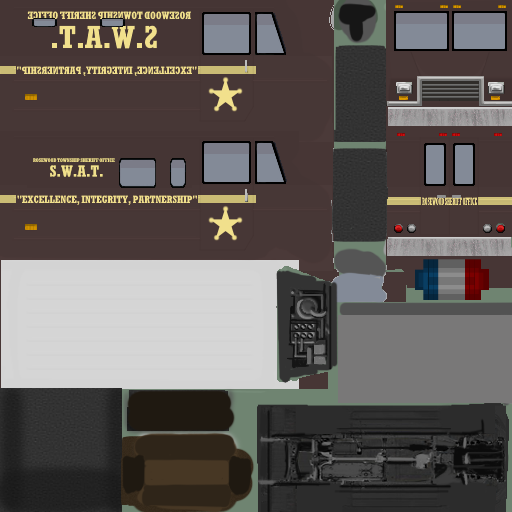 ROSEWOOD TOWNSHIP SHERIFF OFFICE
S.W.A.T.
"EXCELLENCE, INTEGRITY, PARTNERSHIP"
ROSEWOOD TOWNSHIP SHERIFF OFFICE
S.W.A.T.
"EXCELLENCE, INTEGRITY, PARTNERSHIP"